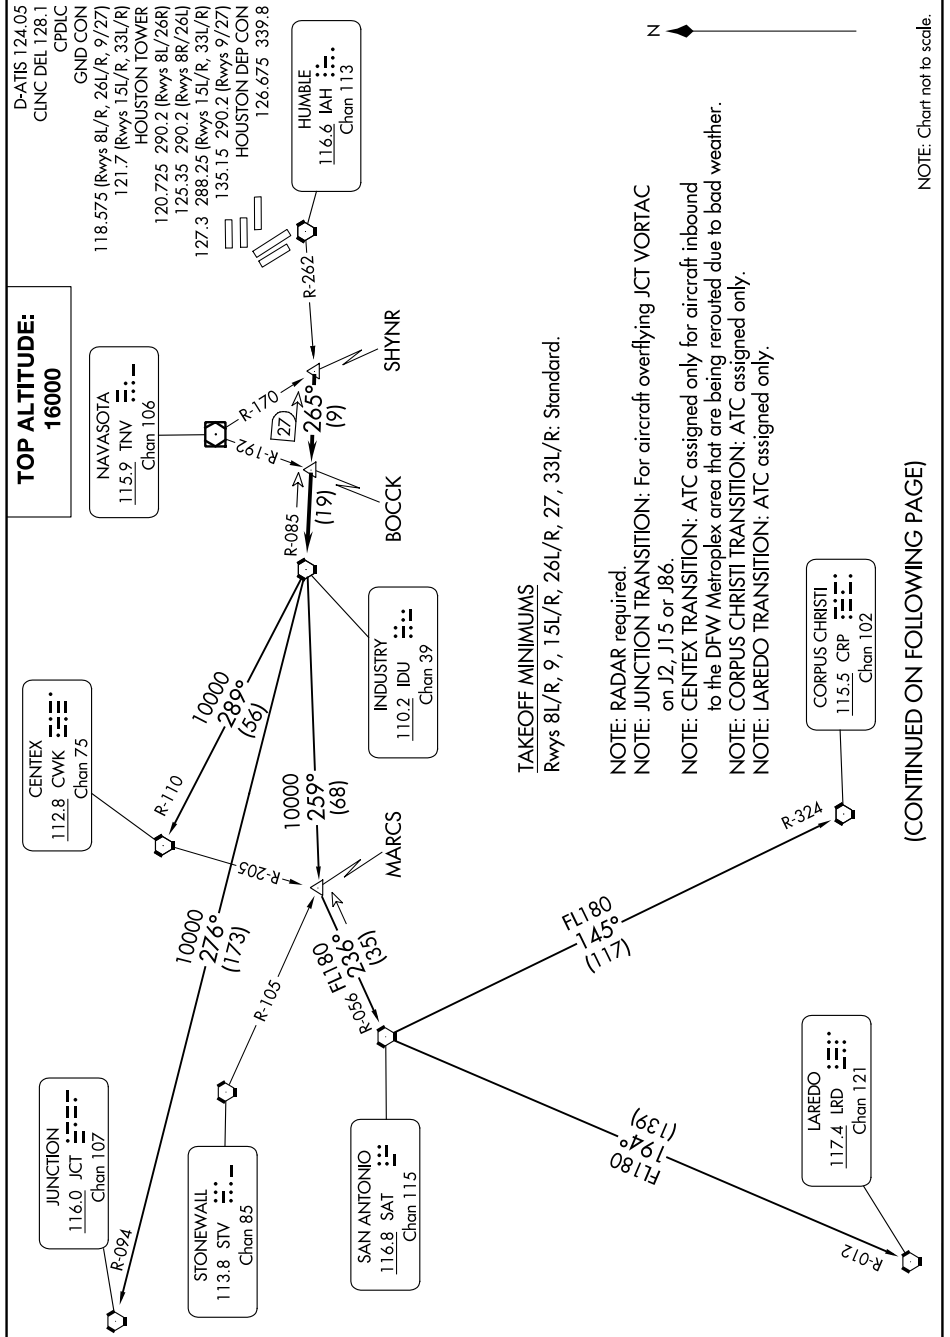 TOP ALTITUDE:
16000
D-ATIS 124.05
CLNC DEL 128.1
CPDLC
GND CON
118.575 (Rwys 8L/R, 26L/R, 9/27)
121.7 (Rwys 15L/R, 33L/R)
HOUSTON TOWER
120.725 290.2 (Rwys 8L/26R)
125.35 290.2 (Rwys 8R/26L)
127.3 288.25 (Rwys 15L/R, 33L/R)
135.15 290.2 (Rwys 9/27)
HOUSTON DEP CON
126.675 339.8
HUMBLE
116.6 IAH
Chan 113
R-262
NAVASOTA
115.9 TNV
Chan 106
R-170
R-192
27
SHYNR
265°
(9)
BOCCK
R-085
(19)
INDUSTRY
110.2 IDU
Chan 39
CENTEX
112.8 CWK
Chan 75
10000
289°
(56)
R-110
R-205
10000
259°
(68)
MARCS
10000
276°
(173)
R-094
JUNCTION
116.0 JCT
Chan 107
STONEWALL
113.8 STV
Chan 85
R-105
FL180
236°
(35)
R-056
SAN ANTONIO
116.8 SAT
Chan 115
FL180
145°
(117)
R-324
CORPUS CHRISTI
115.5 CRP
Chan 102
FL180
194°
(139)
R-012
LAREDO
117.4 LRD
Chan 121
N
TAKEOFF MINIMUMS
Rwys 8L/R, 9, 15L/R, 26L/R, 27, 33L/R: Standard.
NOTE: RADAR required.
NOTE: JUNCTION TRANSITION: For aircraft overflying JCT VORTAC
on J2, J15 or J86.
NOTE: CENTEX TRANSITION: ATC assigned only for aircraft inbound
to the DFW Metroplex area that are being rerouted due to bad weather.
NOTE: CORPUS CHRISTI TRANSITION: ATC assigned only.
NOTE: LAREDO TRANSITION: ATC assigned only.
(CONTINUED ON FOLLOWING PAGE)
NOTE: Chart not to scale.